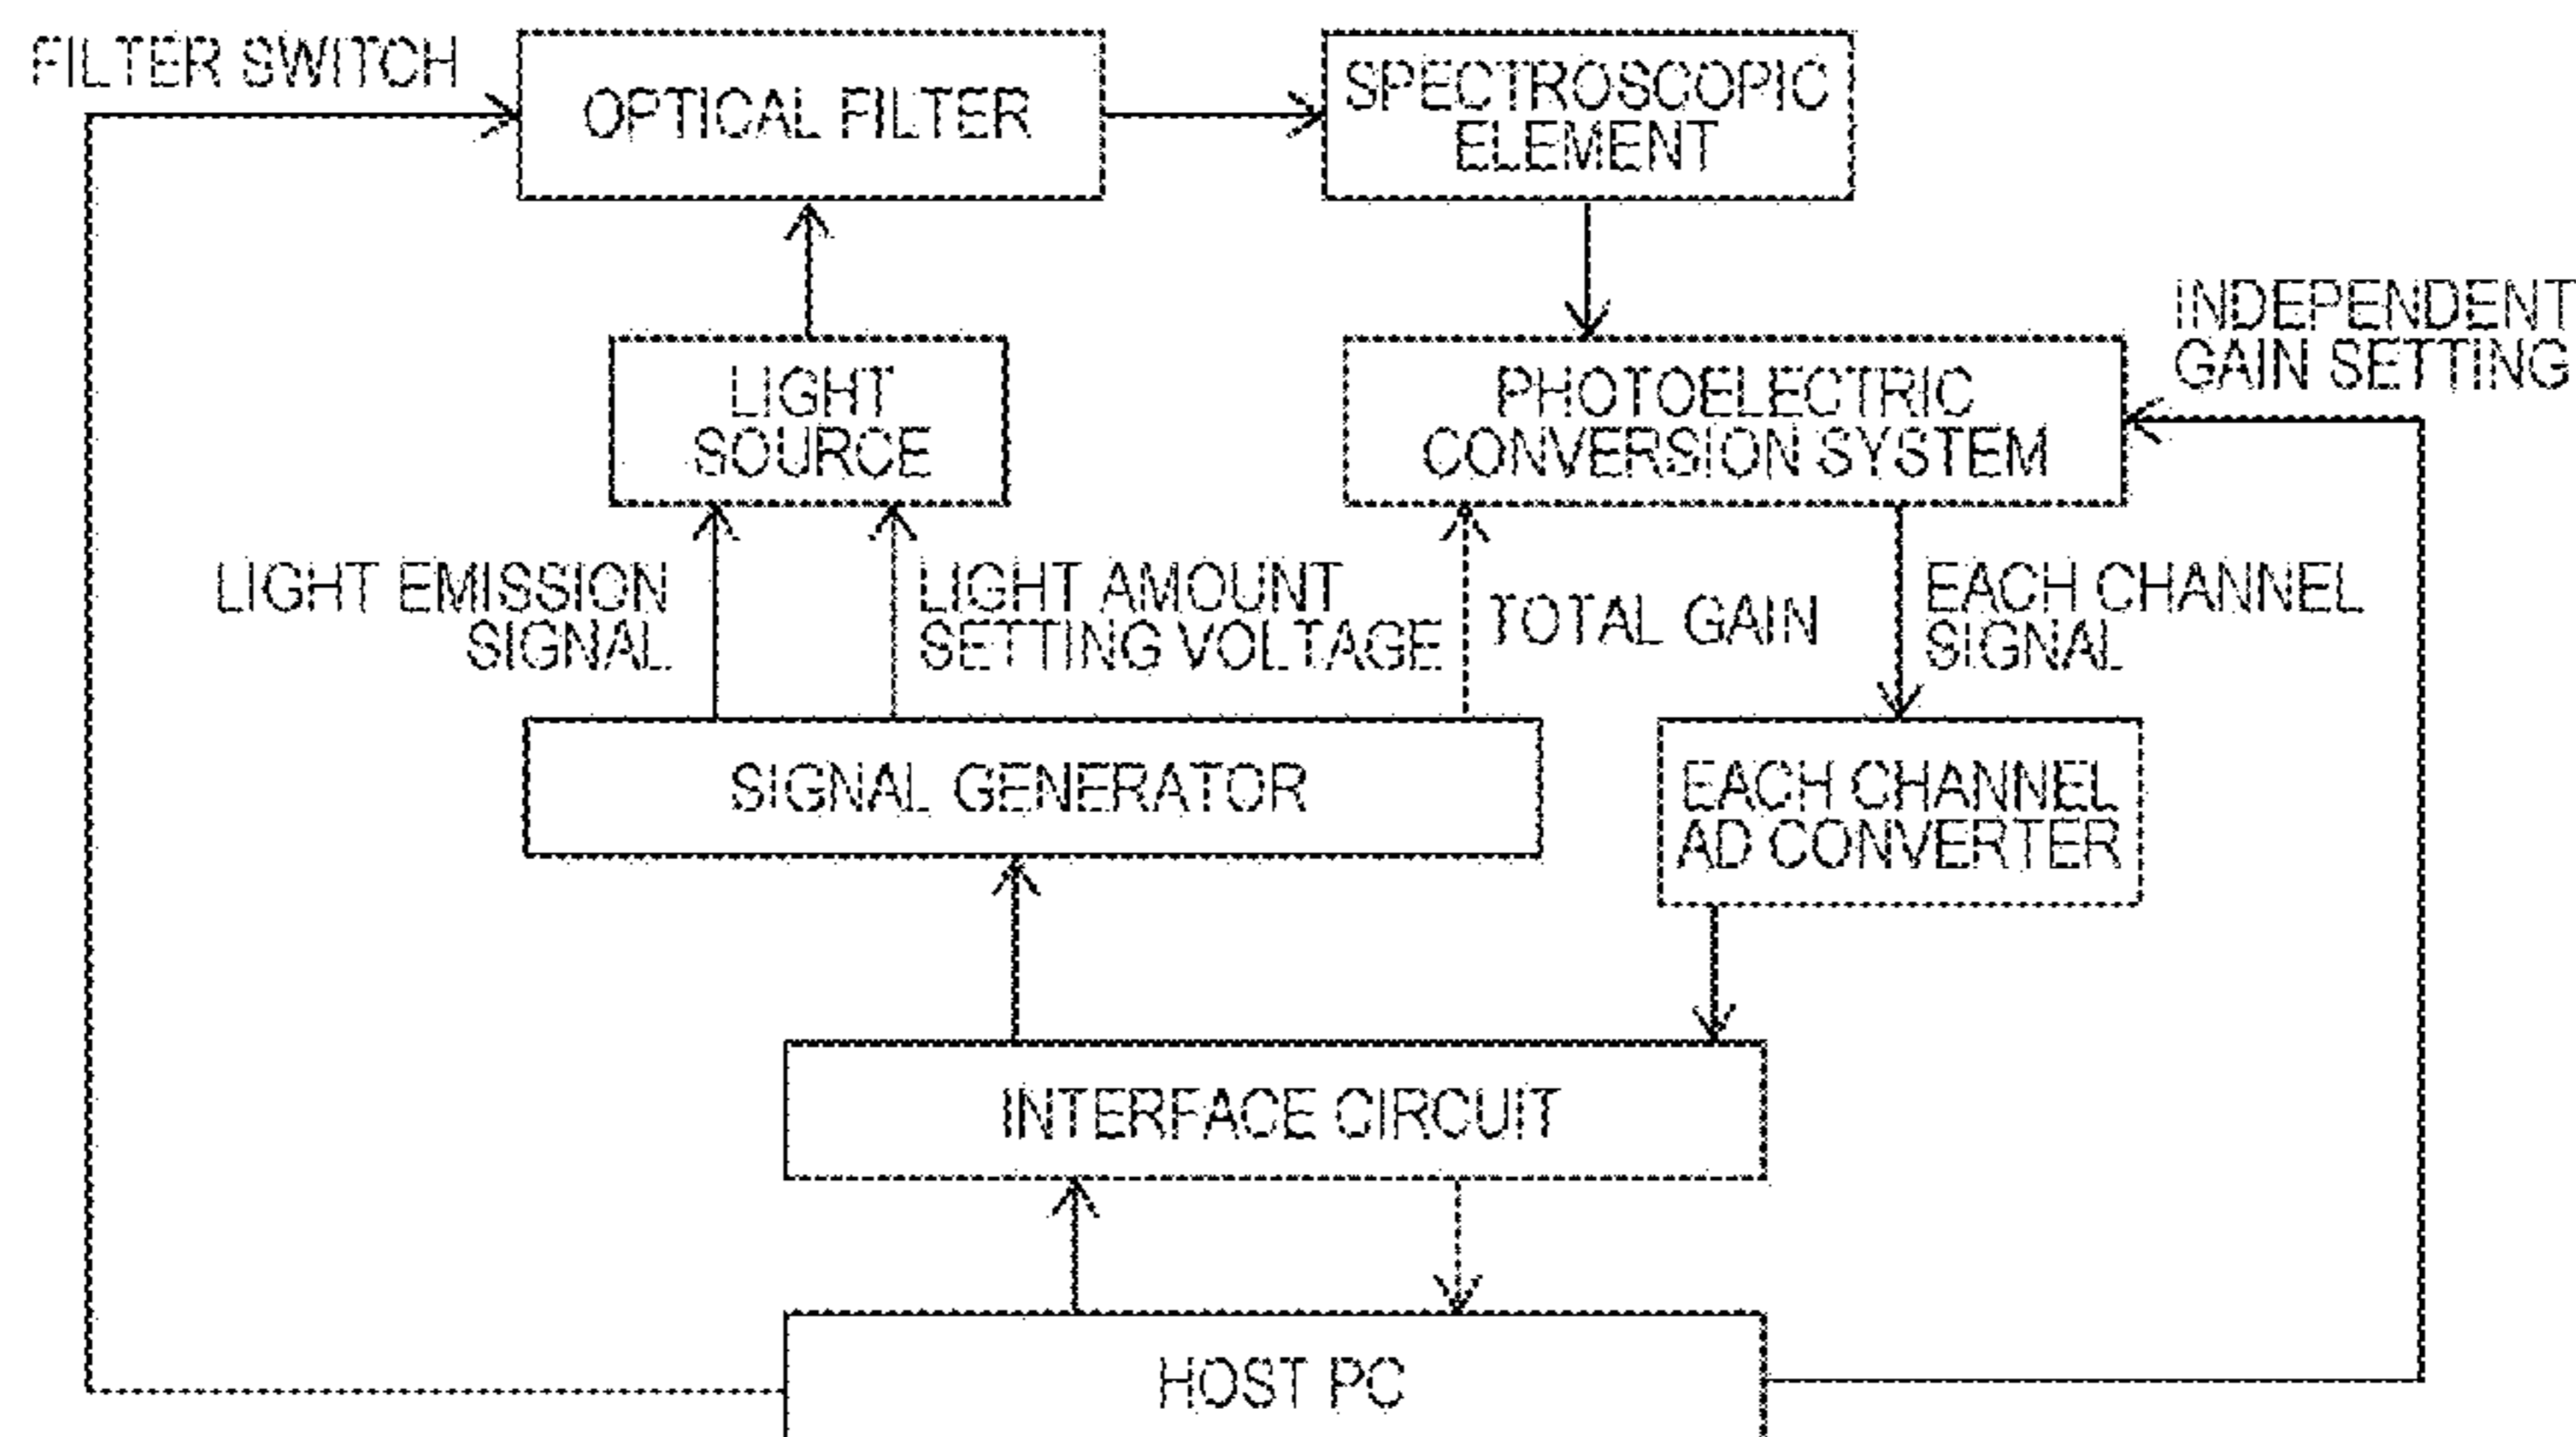 FILTER SWITCH
OPTICAL FILTER
SPECTROSCOPIC
ELEMENT
INDEPENDENT
GAIN SETTING
LIGHT
SOURCE
PHOTOELECTRIC
CONVERSION SYSTEM
LIGHT EMISSION
SIGNAL
LIGHT AMOUNT
SETTING VOLTAGE
TOTAL GAIN
EACH CHANNEL
SIGNAL
SIGNAL GENERATOR
EACH CHANNEL
AD CONVERTER
INTERFACE CIRCUIT
HOST PC